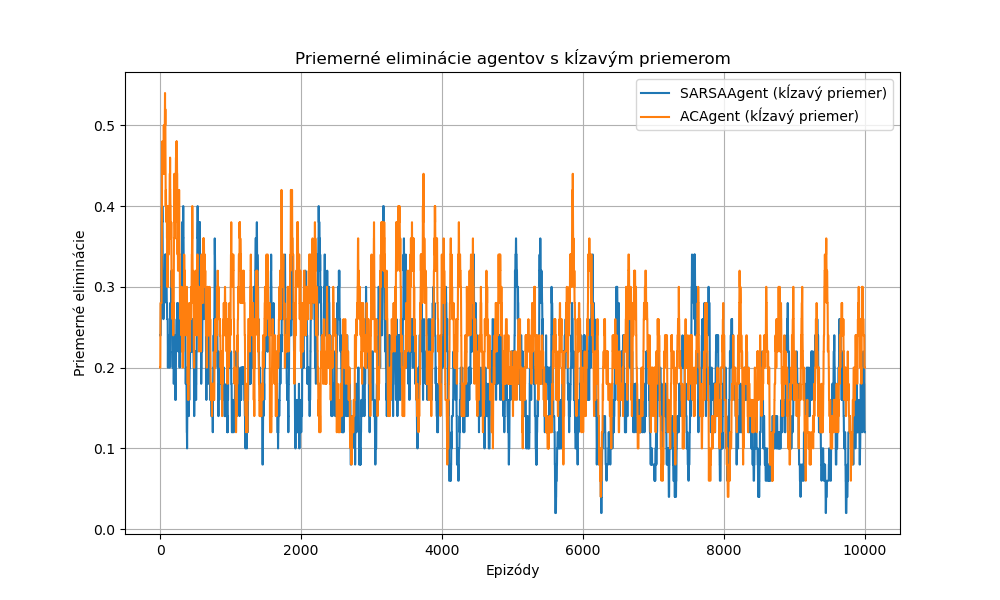 Priemerné eliminácie agentov s kĺzavým priemerom
SARSAAgent (kĺzavý priemer)
ACAgent (kĺzavý priemer)
Priemerné eliminácie
0.5
0.4
0.3
0.2
0.1
0.0
0 2000 4000 6000 8000 10000
Epizódy